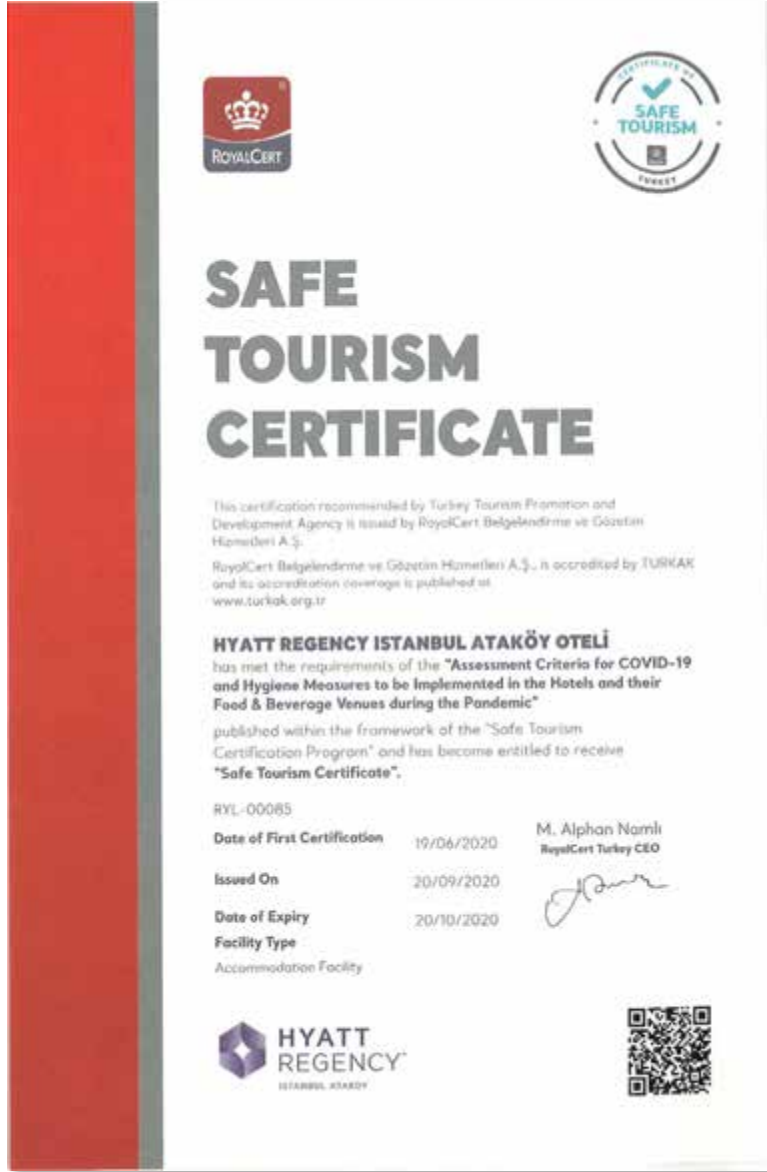 ROYALCERT
CERTIFICATE OF
SAFE
TOURISM
TURKEY
SAFE
TOURISM
CERTIFICATE
This certification recommended by Turkey Tourism Promotion and
Development Agency is issued by RoyalCert Belgelendirme ve Gözetim
Hizmetleri A.Ş.
RoyalCert Belgelendirme ve Gözetim Hizmetleri A.Ş., is accredited by TURKAK
and its accreditation coverage is published at
www.turkak.org.tr
HYATT REGENCY ISTANBUL ATAKÖY OTELİ
has met the requirements of the "Assessment Criteria for COVID-19
and Hygiene Measures to be Implemented in the Hotels and their
Food & Beverage Venues during the Pandemic"
published within the framework of the "Safe Tourism
Certification Program" and has become entitled to receive
"Safe Tourism Certificate".
RYL-00085
Date of First Certification 19/06/2020
M. Alphan Namlı
RoyalCert Turkey CEO
Issued On 20/09/2020
Date of Expiry 20/10/2020
Facility Type
Accommodation Facility
HYATT
REGENCY
ISTANBUL ATAKÖY